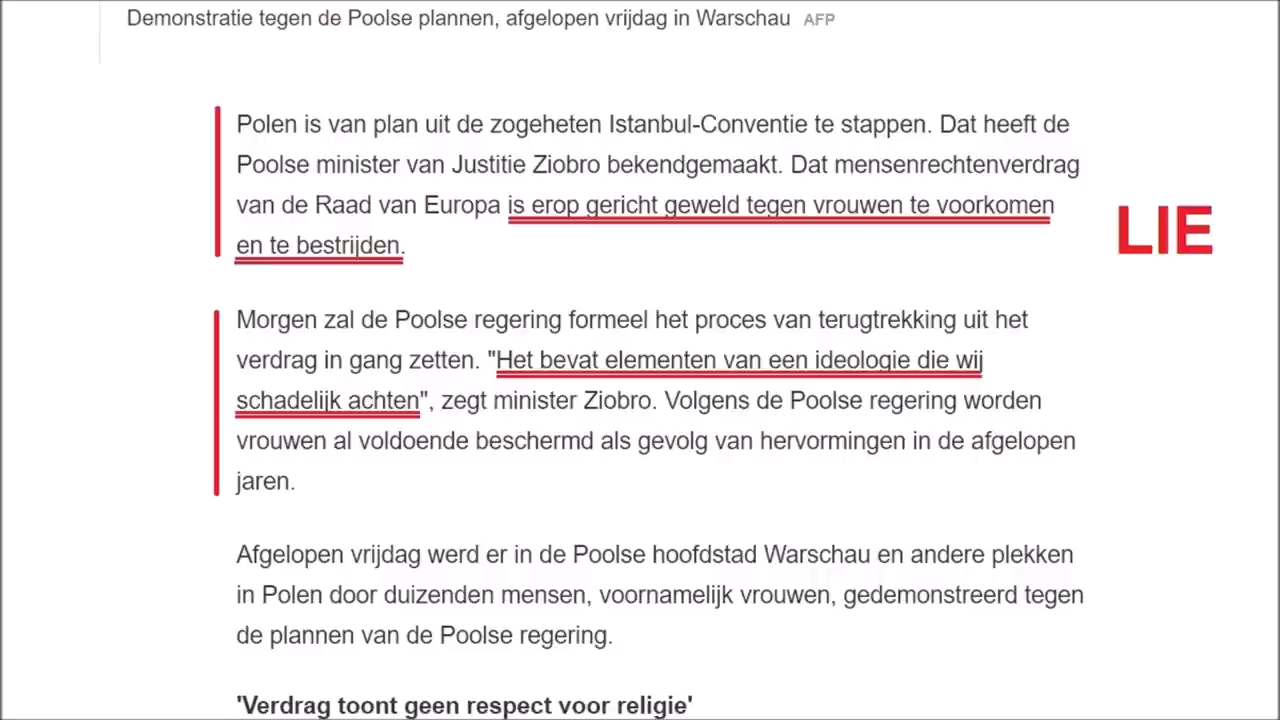 Demonstratie tegen de Poolse plannen, afgelopen vrijdag in Warschau AFP
Polen is van plan uit de zogeheten Istanbul-Conventie te stappen. Dat heeft de
Poolse minister van Justitie Ziobro bekendgemaakt. Dat mensenrechtenverdrag
van de Raad van Europa is erop gericht geweld tegen vrouwen te voorkomen
en te bestrijden.
LIE
Morgen zal de Poolse regering formeel het proces van terugtrekking uit het
verdrag in gang zetten. "Het bevat elementen van een ideologie die wij
schadelijk achten", zegt minister Ziobro. Volgens de Poolse regering worden
vrouwen al voldoende beschermd als gevolg van hervormingen in de afgelopen
jaren.
Afgelopen vrijdag werd er in de Poolse hoofdstad Warschau en andere plekken
in Polen door duizenden mensen, voornamelijk vrouwen, gedemonstreerd tegen
de plannen van de Poolse regering.
'Verdrag toont geen respect voor religie'